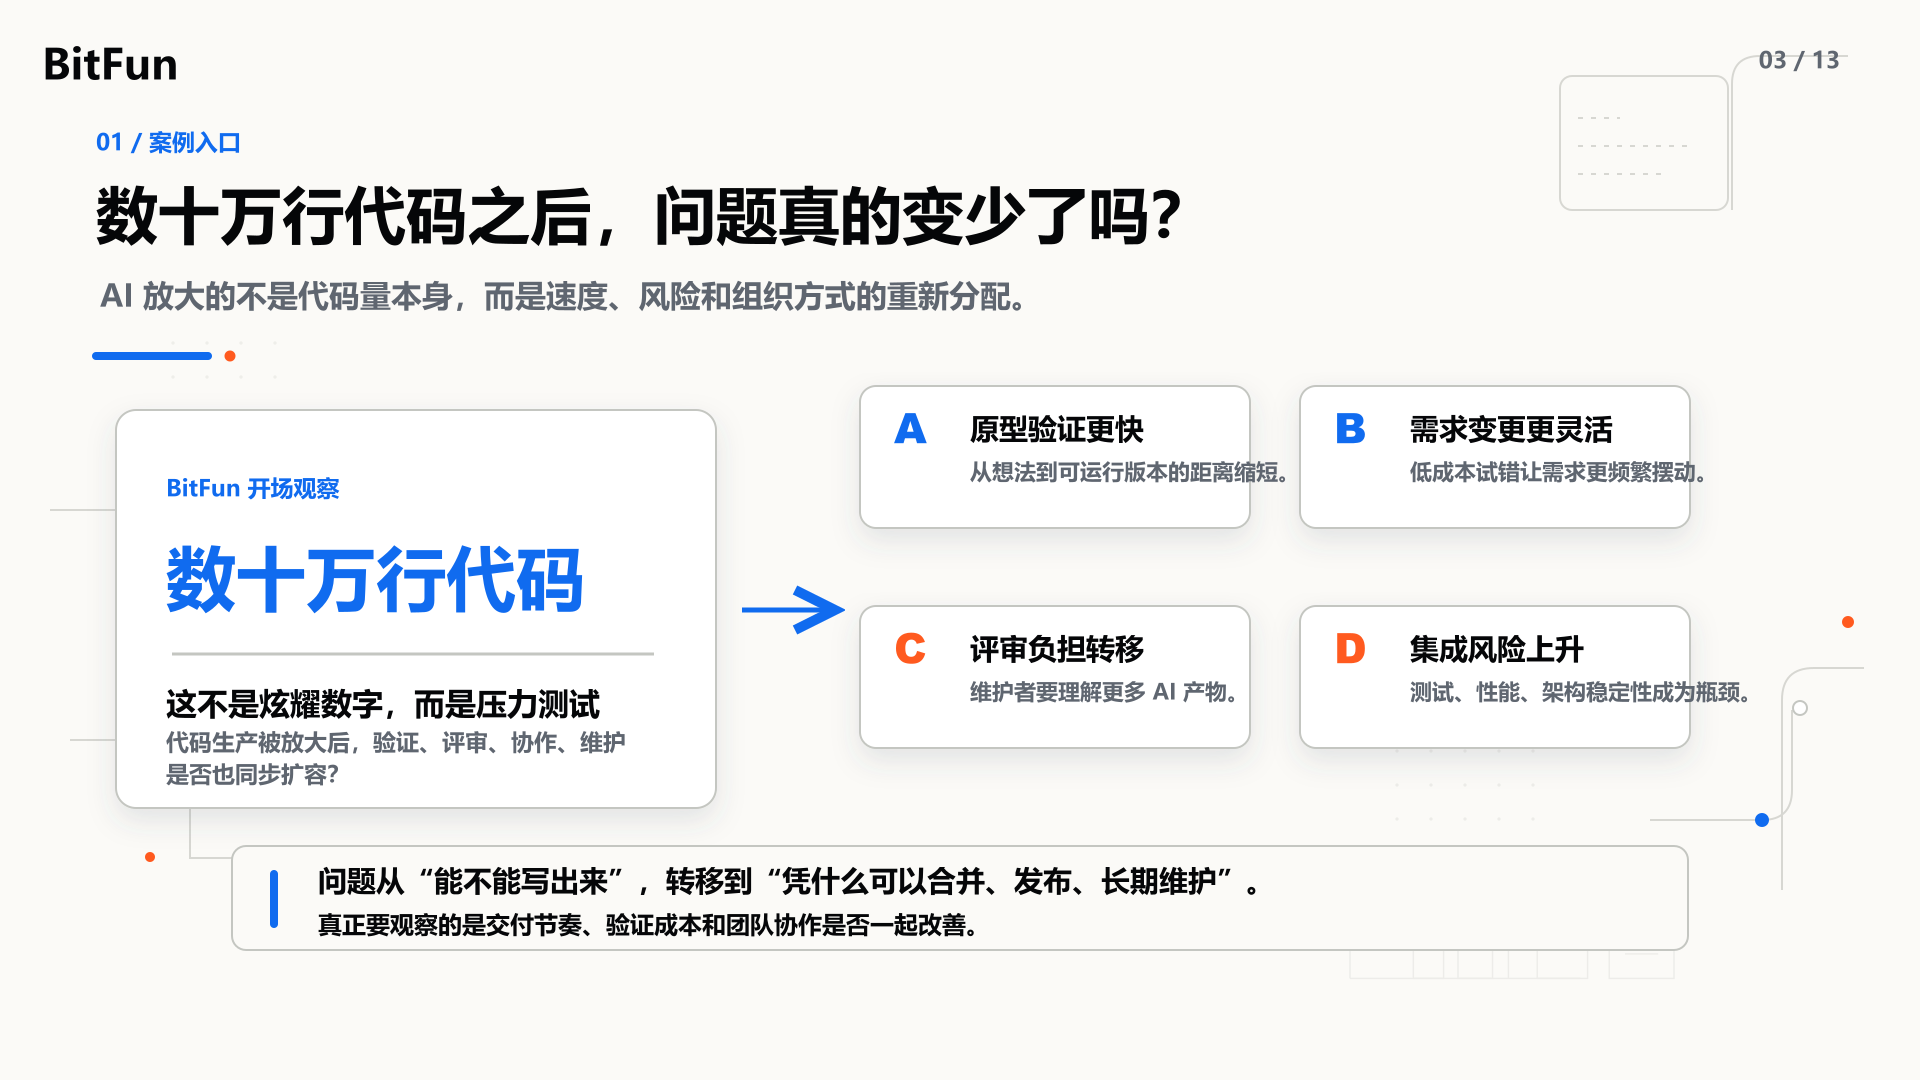 BitFun
03 / 13
01 / 案例入口
数十万行代码之后，问题真的变少了吗？
AI 放大的不是代码量本身，而是速度、风险和组织方式的重新分配。
BitFun 开场观察
数十万行代码
这不是炫耀数字，而是压力测试
代码生产被放大后，验证、评审、协作、维护
是否也同步扩容？
A
原型验证更快
从想法到可运行版本的距离缩短。
B
需求变更更灵活
低成本试错让需求更频繁摆动。
C
评审负担转移
维护者要理解更多 AI 产物。
D
集成风险上升
测试、性能、架构稳定性成为瓶颈。
问题从“能不能写出来”，转移到“凭什么可以合并、发布、长期维护”。
真正要观察的是交付节奏、验证成本和团队协作是否一起改善。